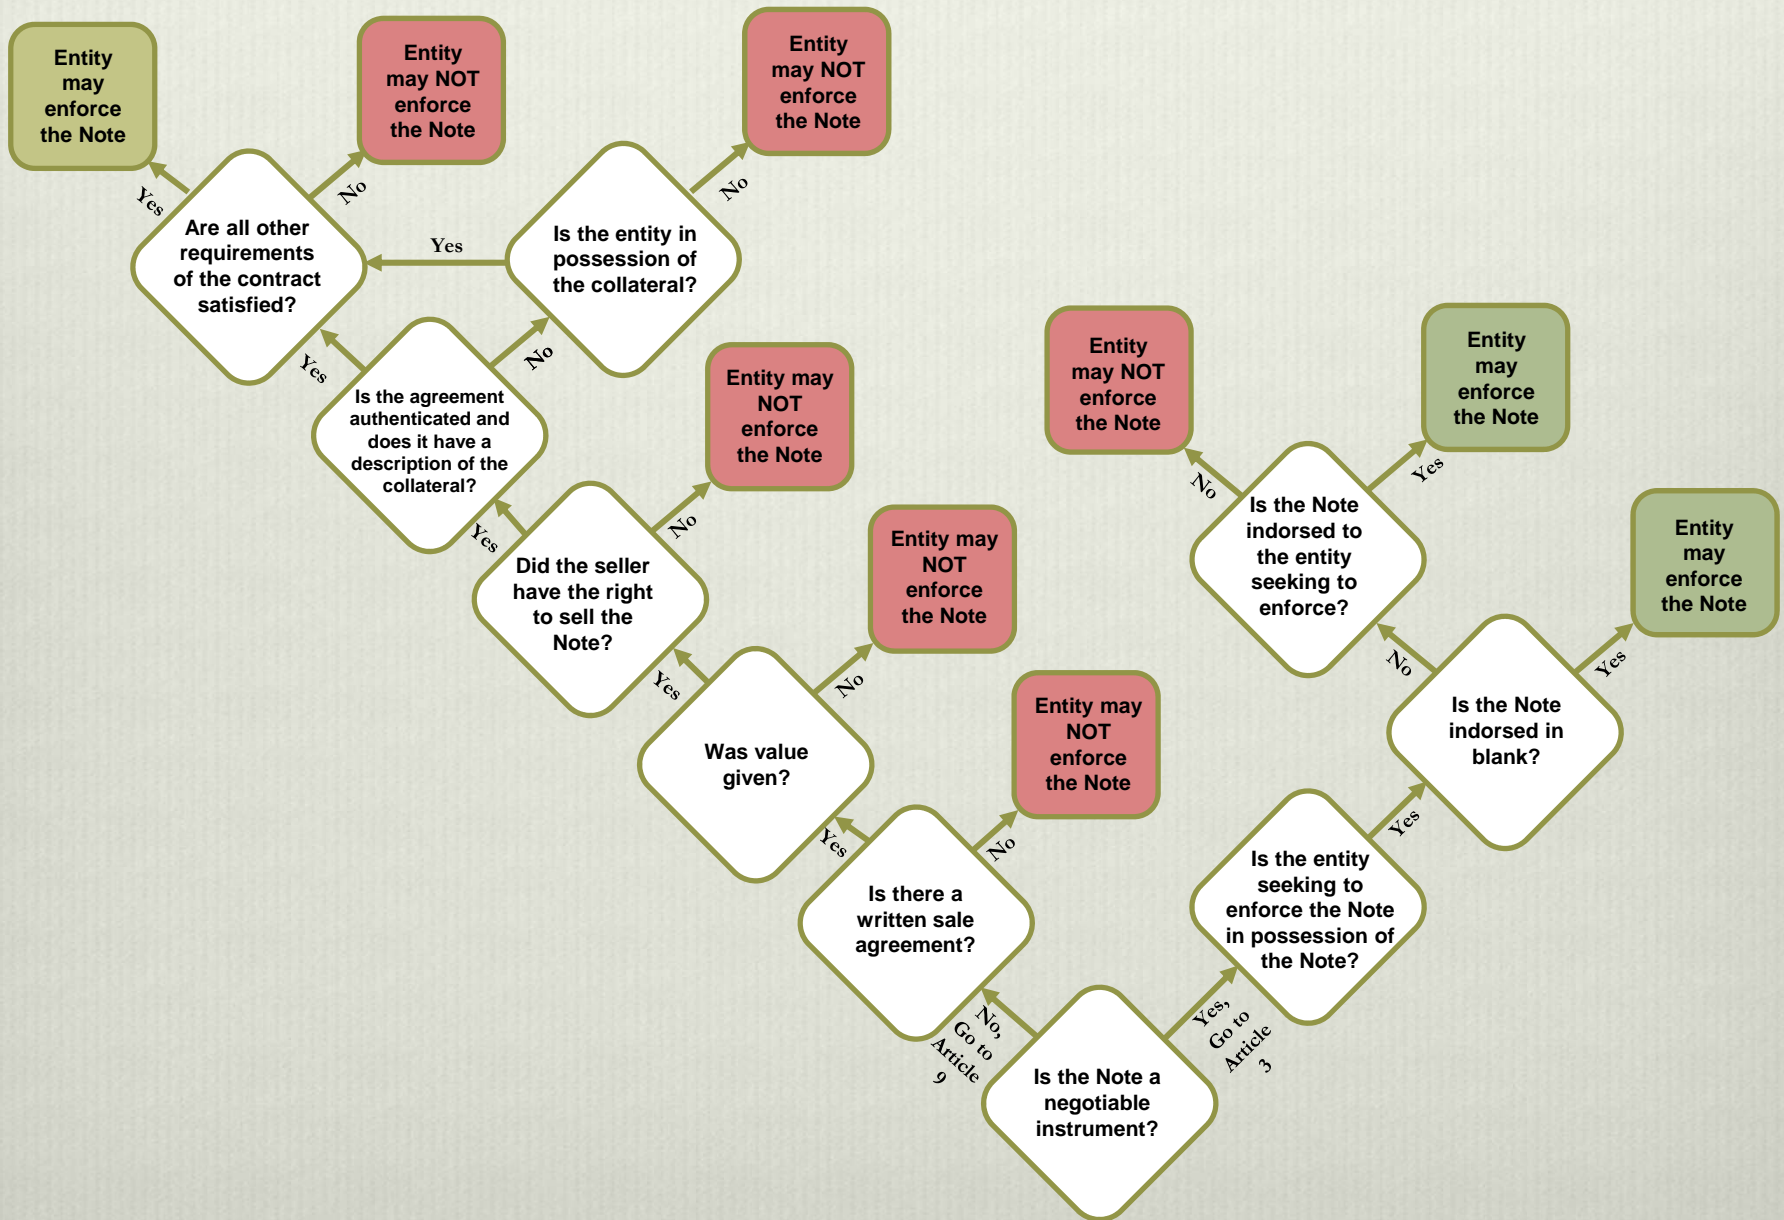 Entity
may
enforce
the Note
Entity
may NOT
enforce
the Note
Entity
may NOT
enforce
the Note
Yes
No
No
Are all other
requirements
of the contract
satisfied?
Yes
Is the entity in
possession of
the collateral?
Yes
No
Is the agreement
authenticated and
does it have a
description of the
collateral?
Entity may
NOT
enforce
the Note
Yes
No
Did the seller
have the right
to sell the
Note?
Entity may
NOT
enforce
the Note
Yes
No
Was value
given?
Entity may
NOT
enforce
the Note
Yes
No
Is there a
written sale
agreement?
No,
Go to
Article
9
Yes,
Go to
Article
3
Is the Note a
negotiable
instrument?
Entity
may NOT
enforce
the Note
Entity
may
enforce
the Note
No
Yes
Is the Note
indorsed to
the entity
seeking to
enforce?
Entity
may
enforce
the Note
No
Yes
Is the Note
indorsed in
blank?
Yes
Is the entity
seeking to
enforce the Note
in possession of
the Note?